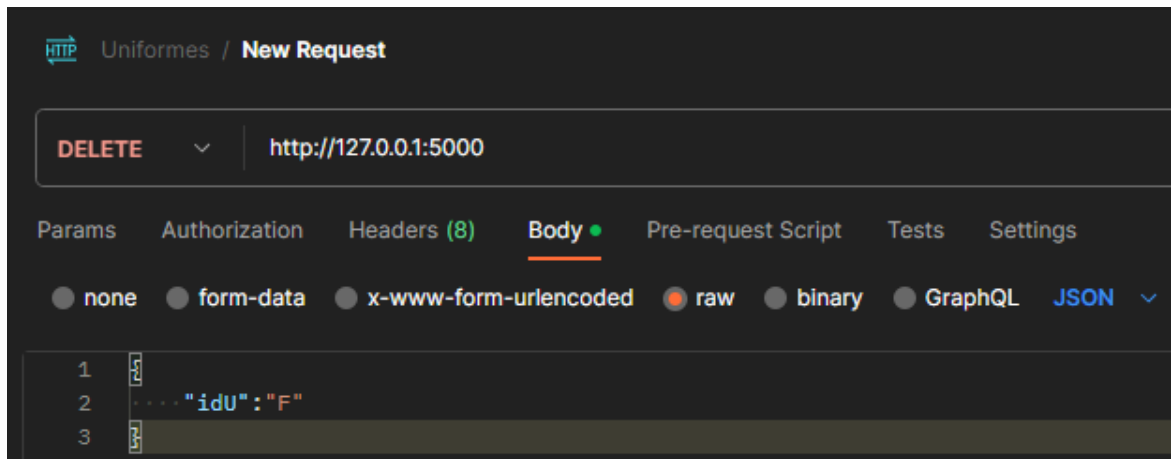 HTTP Uniformes / New Request
DELETE http://127.0.0.1:5000
Params Authorization Headers (8) Body Pre-request Script Tests Settings
none form-data x-www-form-urlencoded raw binary GraphQL JSON
1 {
2 ····"idU":"F"
3 }